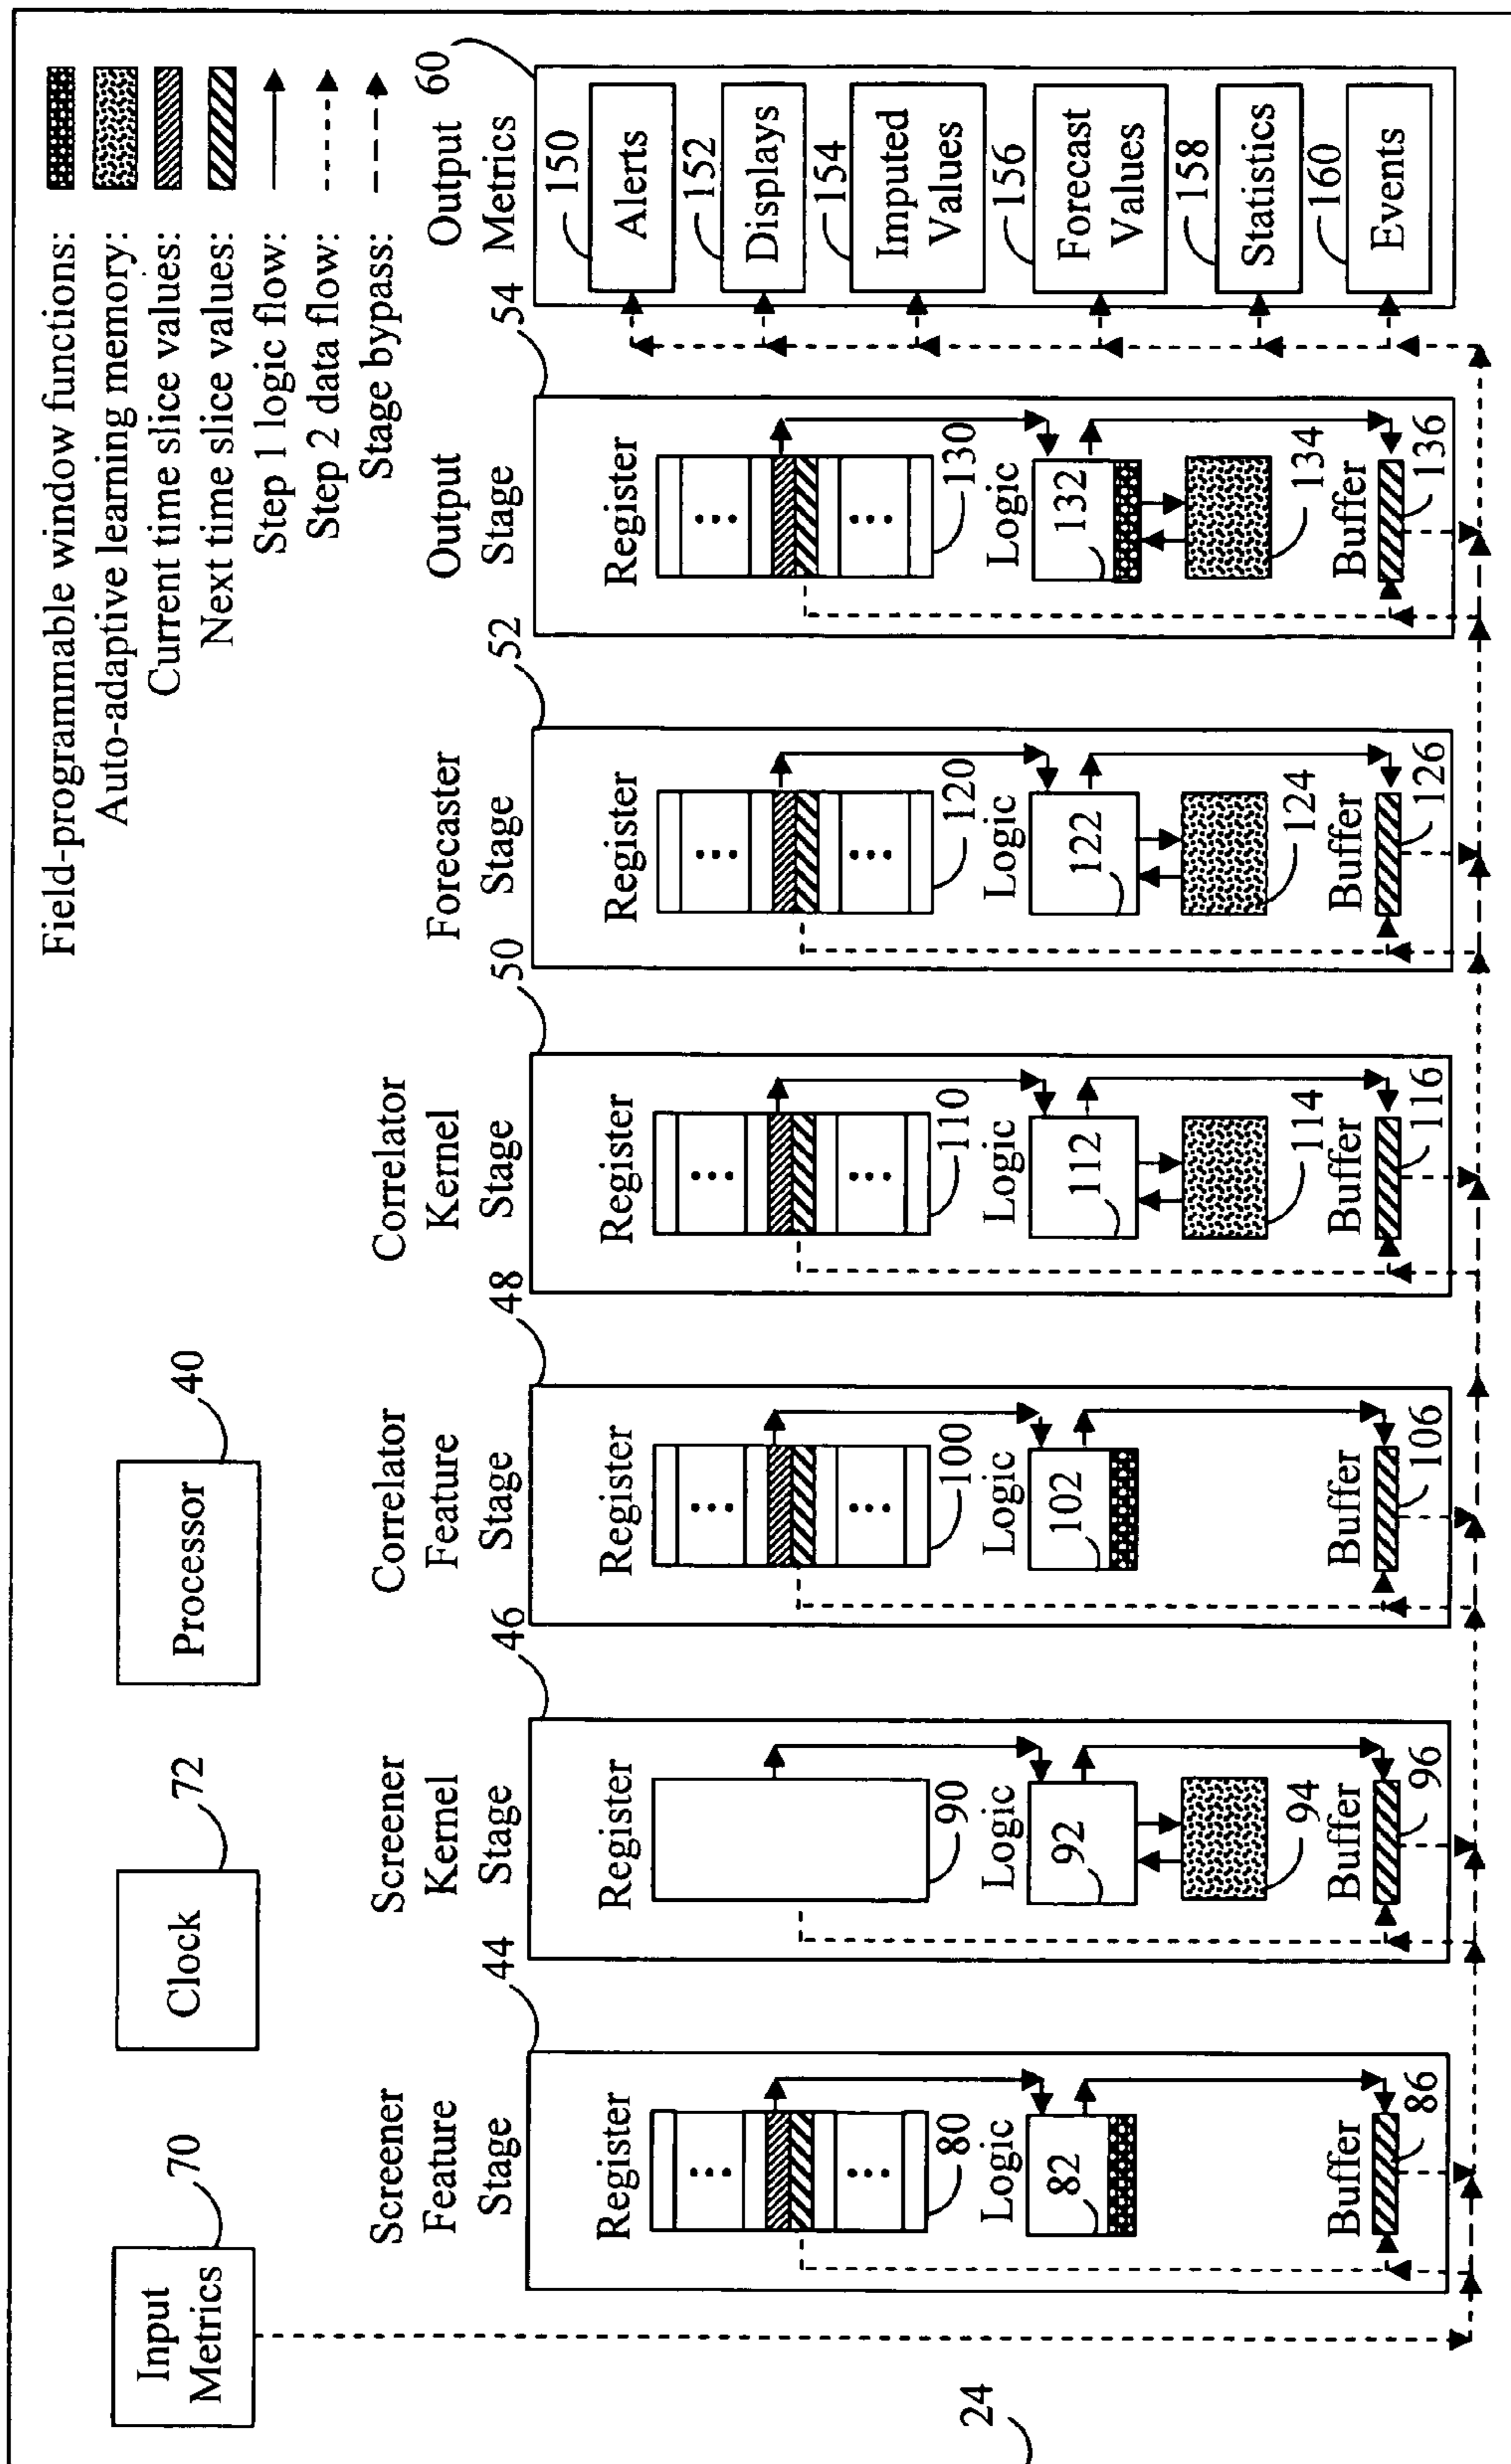 Field-programmable window functions:
Auto-adaptive learning memory:
Current time slice values:
Next time slice values:
Step 1 logic flow:
Step 2 data flow:
Stage bypass:
Input
Metrics
70
Clock
72
Processor
40
24
Screener
Feature
Stage
44
Register
80
Logic
82
Buffer
86
Screener
Kernel
Stage
46
Register
90
Logic
92
94
Buffer
96
Correlator
Feature
Stage
48
Register
100
Logic
102
Buffer
106
Correlator
Kernel
Stage
50
Register
110
Logic
112
114
Buffer
116
Forecaster
Stage
52
Register
120
Logic
122
124
Buffer
126
Output
Stage
54
Register
130
Logic
132
134
Buffer
136
Output
Metrics
60
150
Alerts
152
Displays
154
Imputed
Values
156
Forecast
Values
158
Statistics
160
Events